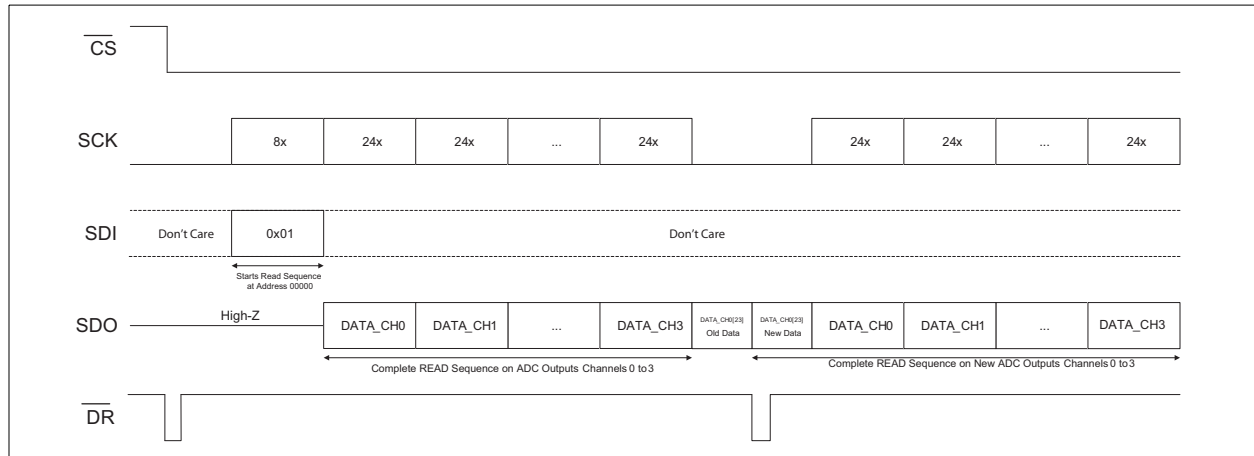 CS
SCK
8x 24x 24x ... 24x 24x 24x ... 24x
SDI
Don't Care 0x01 Don't Care
Starts Read Sequence
at Address 00000
SDO
High-Z
DATA_CH0 DATA_CH1 ... DATA_CH3 DATA_CH0[23] DATA_CH0[23] DATA_CH0 DATA_CH1 ... DATA_CH3
Old Data New Data
Complete READ Sequence on ADC Outputs Channels 0 to 3 Complete READ Sequence on New ADC Outputs Channels 0 to 3
DR